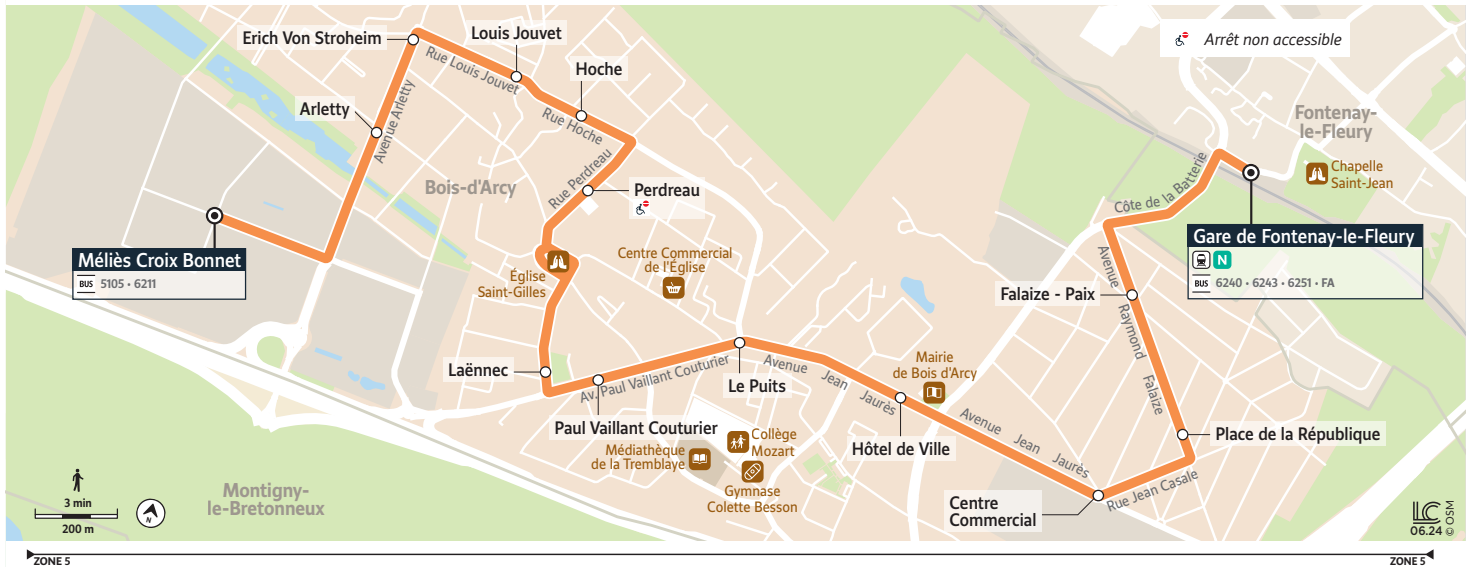 Erich Von Stroheim
Louis Jouvet
Hoche
Arrêt non accessible
Rue Louis Jouvet
Arletty
Avenue Arletty
Rue Hoche
Fontenay-
le-Fleury
Chapelle
Saint-Jean
Bois-d'Arcy
Rue Perdreau
Perdreau
Côte de la Batterie
Méliès Croix Bonnet
BUS 5105 • 6211
Église
Saint-Gilles
Centre Commercial
de l'Église
Gare de Fontenay-le-Fleury
N
BUS 6240 • 6243 • 6251 • FA
Falaize - Paix
Avenue Raymond Falaize
Laënnec
Av. Paul Vaillant Couturier
Le Puits
Avenue Jean Jaurès
Mairie
de Bois d'Arcy
Paul Vaillant Couturier
Médiathèque
de la Tremblaye
Collège
Mozart
Gymnase
Colette Besson
Hôtel de Ville
Avenue Jean Jaurès
Place de la République
Rue Jean Casale
Centre
Commercial
Montigny-
le-Bretonneux
3 min
200 m
N
LC
06.24 © OSM
ZONE 5
ZONE 5